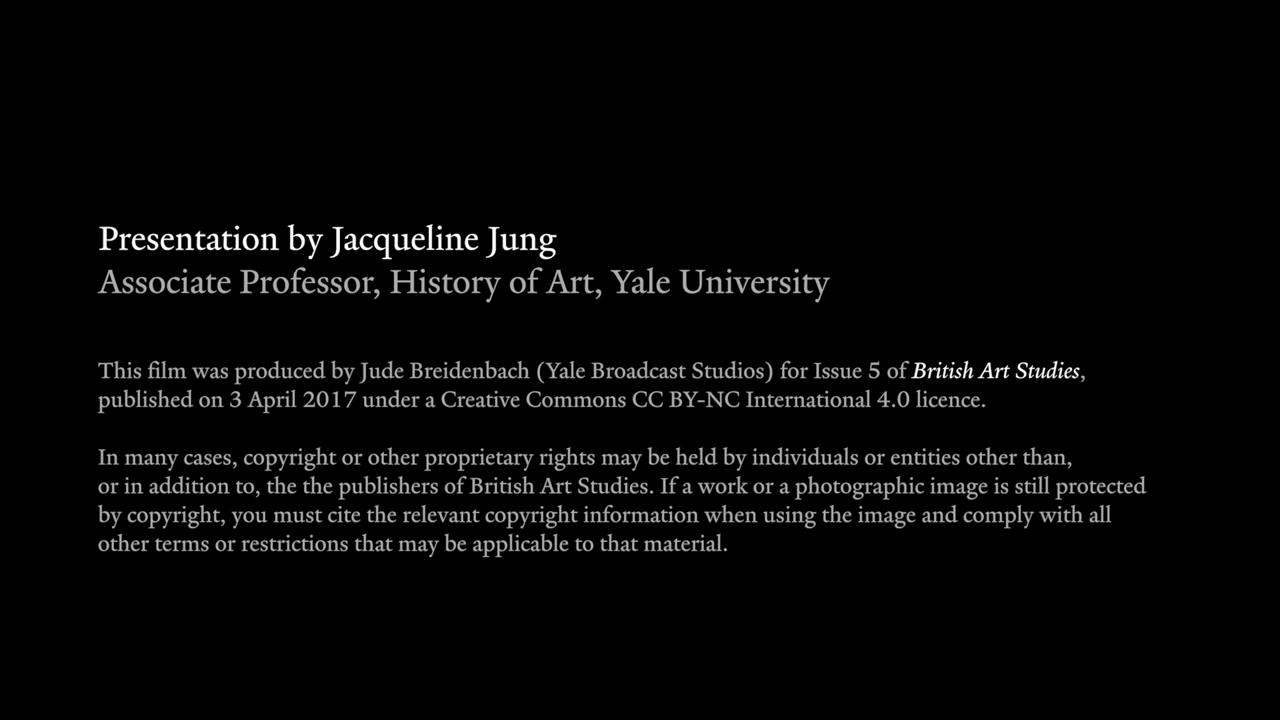 Presentation by Jacqueline Jung
Associate Professor, History of Art, Yale University
This film was produced by Jude Breidenbach (Yale Broadcast Studios) for Issue 5 of British Art Studies,
published on 3 April 2017 under a Creative Commons CC BY-NC International 4.0 licence.
In many cases, copyright or other proprietary rights may be held by individuals or entities other than,
or in addition to, the the publishers of British Art Studies. If a work or a photographic image is still protected
by copyright, you must cite the relevant copyright information when using the image and comply with all
other terms or restrictions that may be applicable to that material.